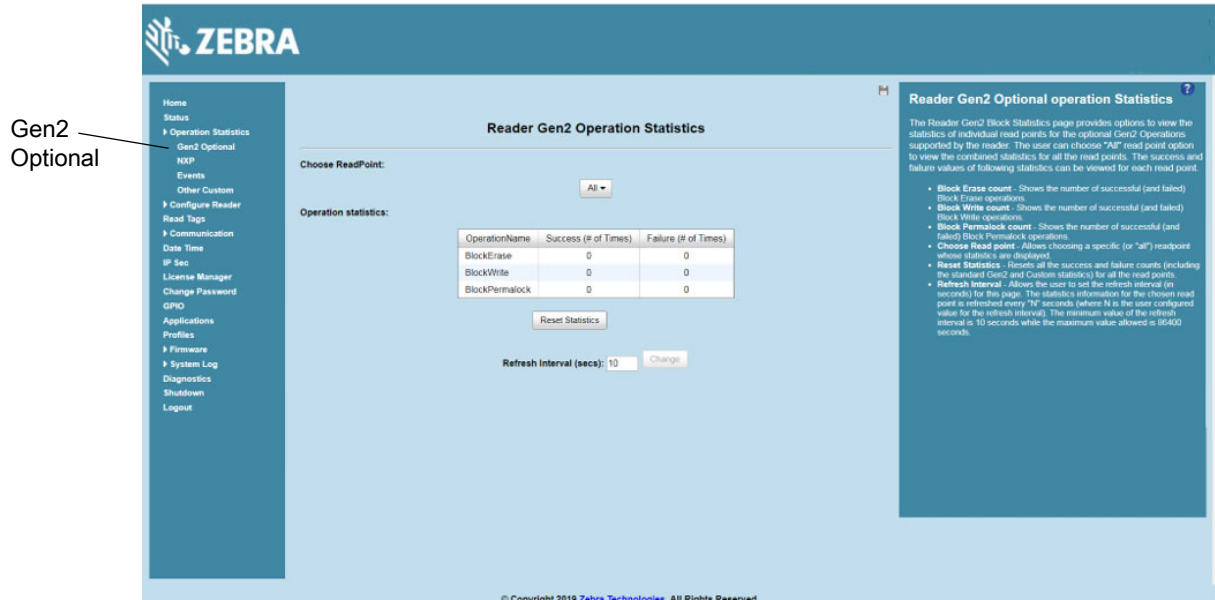 ZEBRA
Gen2
Optional
Home
Status
Operation Statistics
Gen2 Optional
NXP
Events
Other Custom
Configure Reader
Read Tags
Communication
Date Time
IP Sec
License Manager
Change Password
GPIO
Applications
Profiles
Firmware
System Log
Diagnostics
Shutdown
Logout
Reader Gen2 Operation Statistics
Choose ReadPoint:
All
Operation statistics:
OperationName Success (# of Times) Failure (# of Times)
BlockErase 0 0
BlockWrite 0 0
BlockPermalock 0 0
Reset Statistics
Refresh Interval (secs): 10 Change
Reader Gen2 Optional operation Statistics ?
The Reader Gen2 Block Statistics page provides options to view the
statistics of individual read points for the optional Gen2 Operations
supported by the reader. The user can choose "All" read point option
to view the combined statistics for all the read points. The success and
failure values of following statistics can be viewed for each read point.
• Block Erase count - Shows the number of successful (and failed)
Block Erase operations.
• Block Write count - Shows the number of successful (and failed)
Block Write operations.
• Block Permalock count - Shows the number of successful (and
failed) Block Permalock operations.
• Choose Read point - Allows choosing a specific (or "all") readpoint
whose statistics are displayed.
• Reset Statistics - Resets all the success and failure counts (including
the standard Gen2 and Custom statistics) for all the read points.
• Refresh Interval - Allows the user to set the refresh interval (in
seconds) for this page. The statistics information for the chosen read
point is refreshed every "N" seconds (where N is the user configured
value for the refresh interval). The minimum value of the refresh
interval is 10 seconds while the maximum value allowed is 86400
seconds.
© Copyright 2019 Zebra Technologies. All Rights Reserved